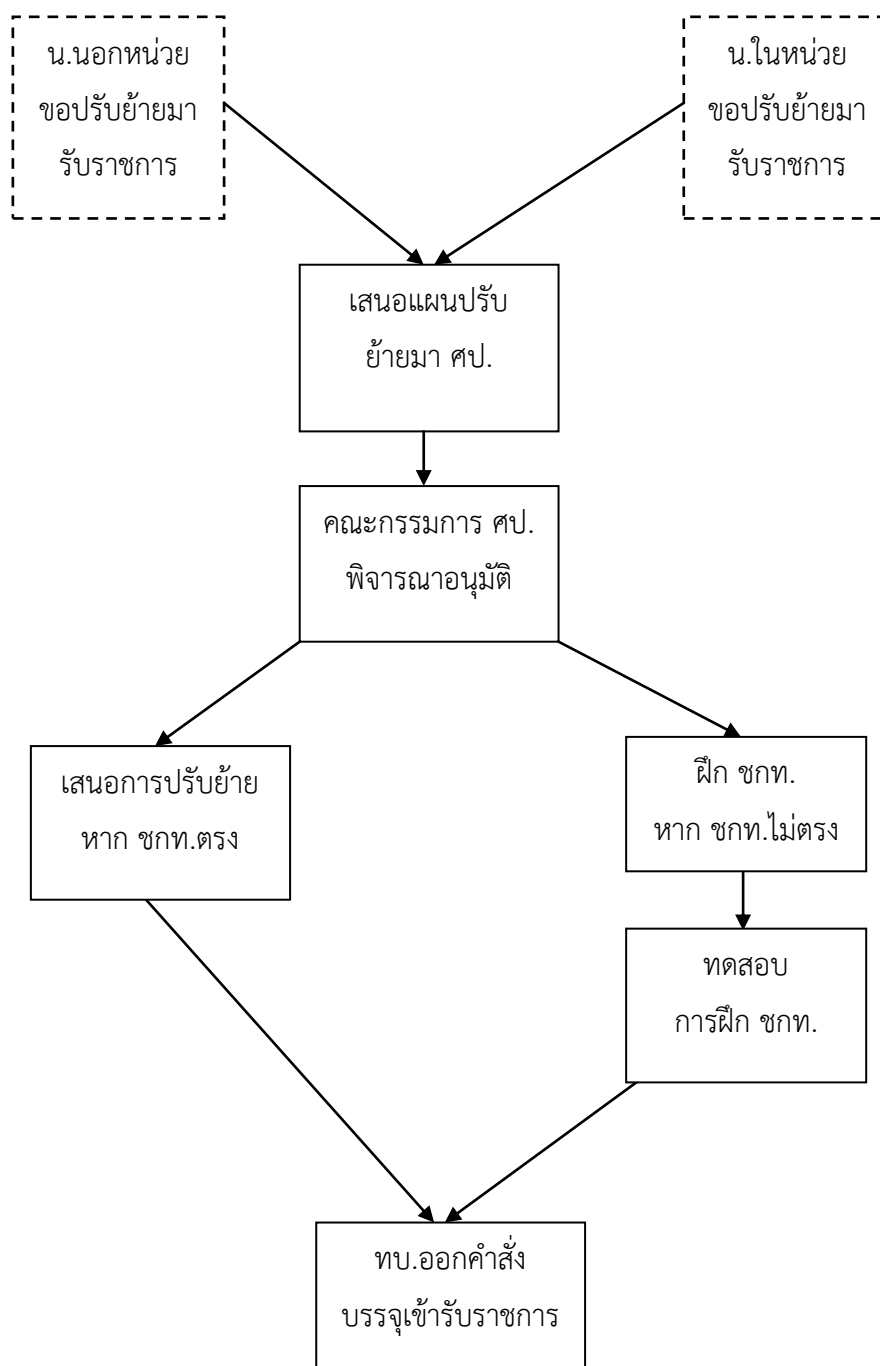 น.นอกหน่วย
ขอปรับย้ายมา
รับราชการ
น.ในหน่วย
ขอปรับย้ายมา
รับราชการ
เสนอแผนปรับ
ย้ายมา ศป.
คณะกรรมการ ศป.
พิจารณาอนุมัติ
เสนอการปรับย้าย
หาก ชกท.ตรง
ฝึก ชกท.
หาก ชกท.ไม่ตรง
ทดสอบ
การฝึก ชกท.
ทบ.ออกคำสั่ง
บรรจุเข้ารับราชการ